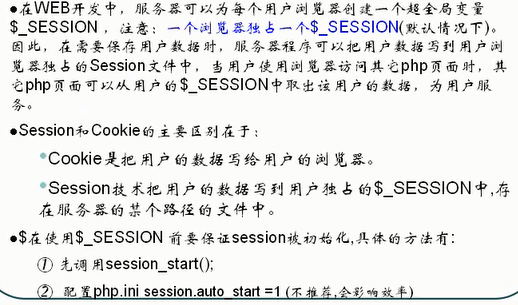 ●在WEB开发中，服务器可以为每个用户浏览器创建一个超全局变量
$_SESSION ，注意：一个浏览器独占一个$_SESSION(默认情况下)。
因此，在需要保存用户数据时，服务器程序可以把用户数据写到用户浏
览器独占的Session文件中，当用户使用浏览器访问其它php页面时，其
它php页面可以从用户的$_SESSION中取出该用户的数据，为用户服
务。
●Session和Cookie的主要区别在于：
•Cookie是把用户的数据写给用户的浏览器。
•Session技术把用户的数据写到用户独占的$_SESSION中,存
在服务器的某个路径的文件中。
●$在使用$_SESSION 前要保证session被初始化,具体的方法有:
① 先调用session_start();
② 配置php.ini session.auto_start =1 (不推荐,会影响效率)